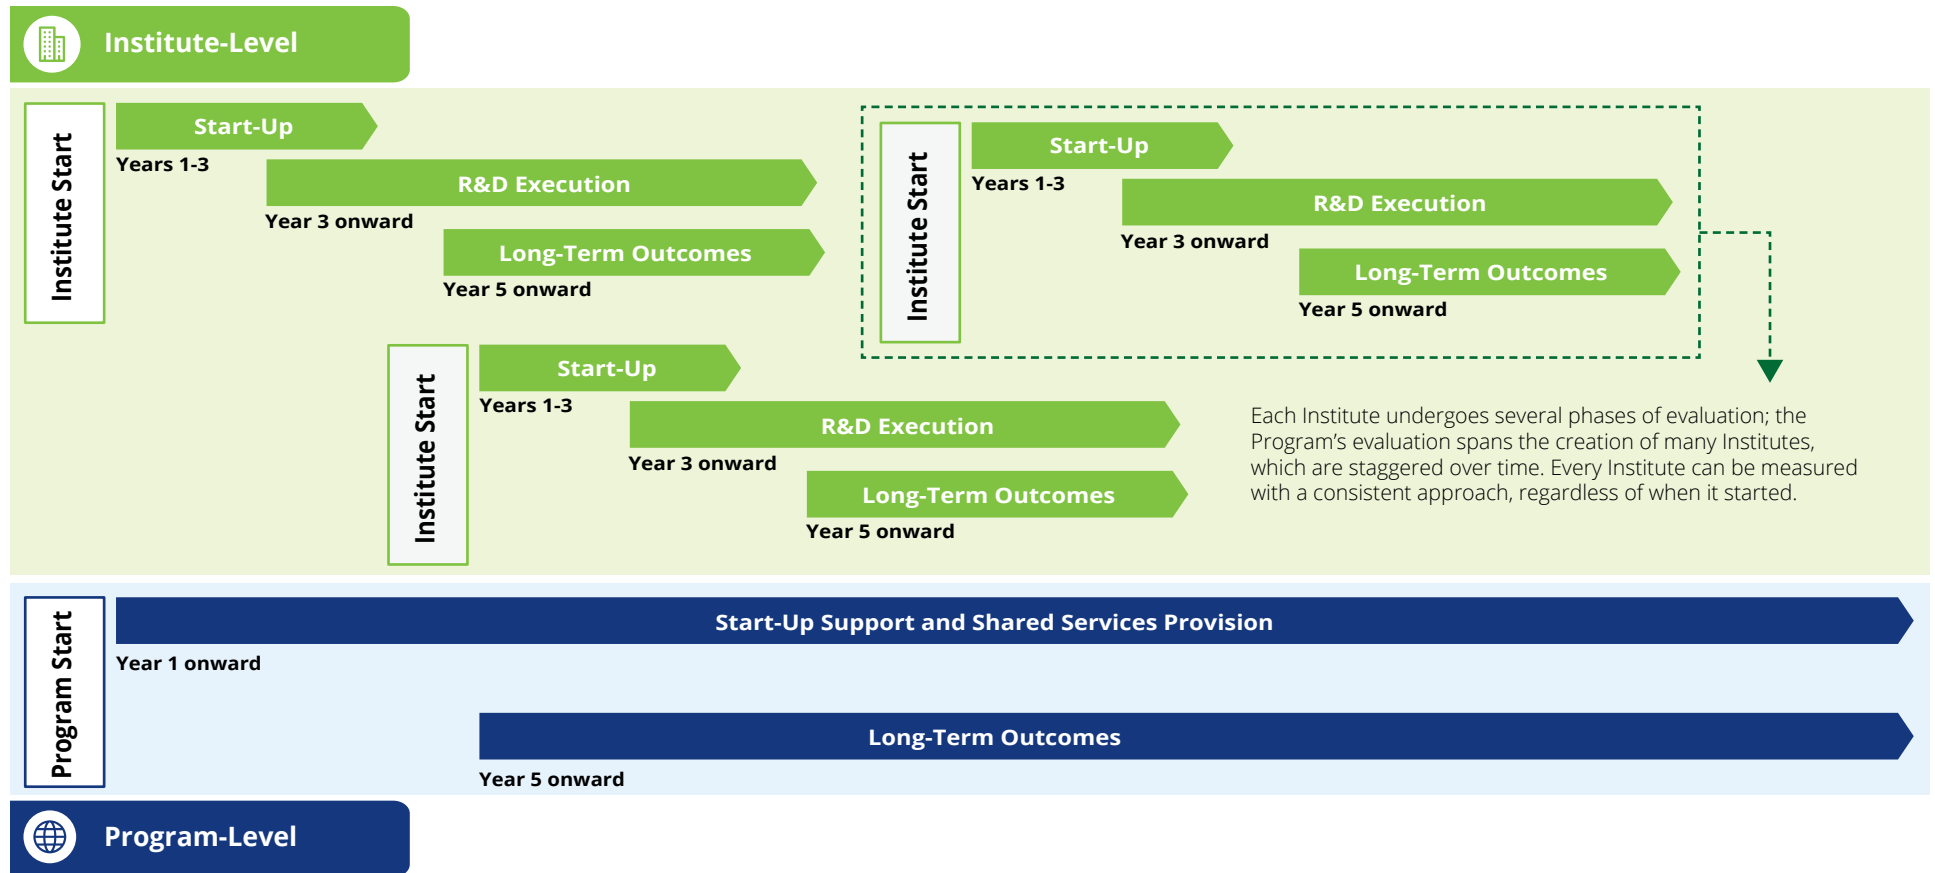 Institute-Level
Institute Start
Start-Up
Years 1-3
R&D Execution
Year 3 onward
Long-Term Outcomes
Year 5 onward
Institute Start
Start-Up
Years 1-3
R&D Execution
Year 3 onward
Long-Term Outcomes
Year 5 onward
Institute Start
Start-Up
Years 1-3
R&D Execution
Year 3 onward
Long-Term Outcomes
Year 5 onward
Each Institute undergoes several phases of evaluation; the
Program’s evaluation spans the creation of many Institutes,
which are staggered over time. Every Institute can be measured
with a consistent approach, regardless of when it started.
Program Start
Start-Up Support and Shared Services Provision
Year 1 onward
Long-Term Outcomes
Year 5 onward
Program-Level